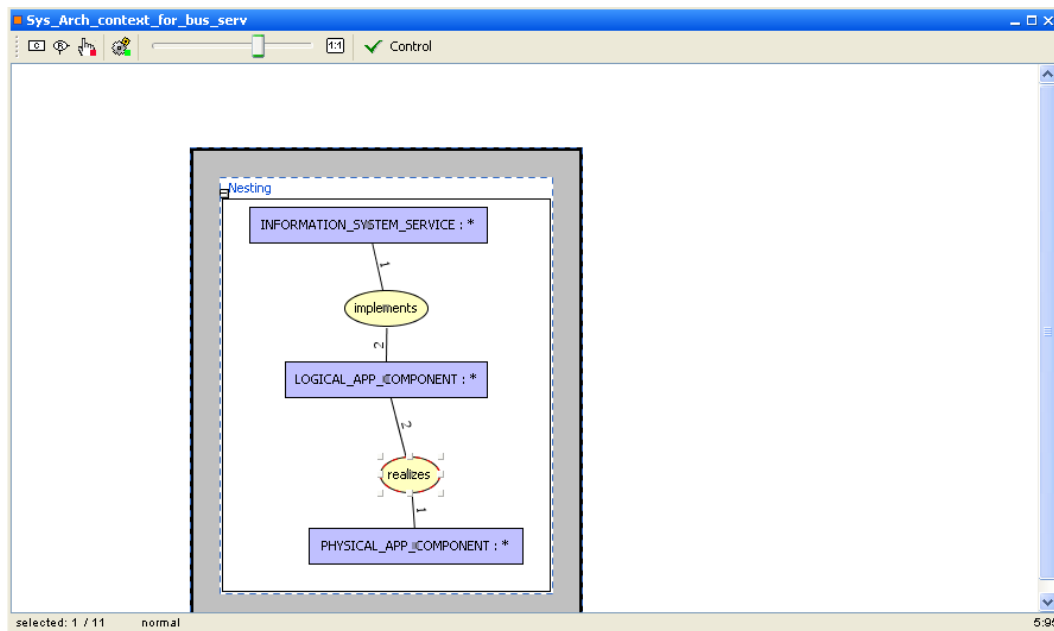 Sys_Arch_context_for_bus_serv
C R 1:1 Control
Nesting
INFORMATION_SYSTEM_SERVICE : *
1
implements
2
LOGICAL_APP_COMPONENT : *
2
realizes
1
PHYSICAL_APP_COMPONENT : *
selected: 1 / 11 normal